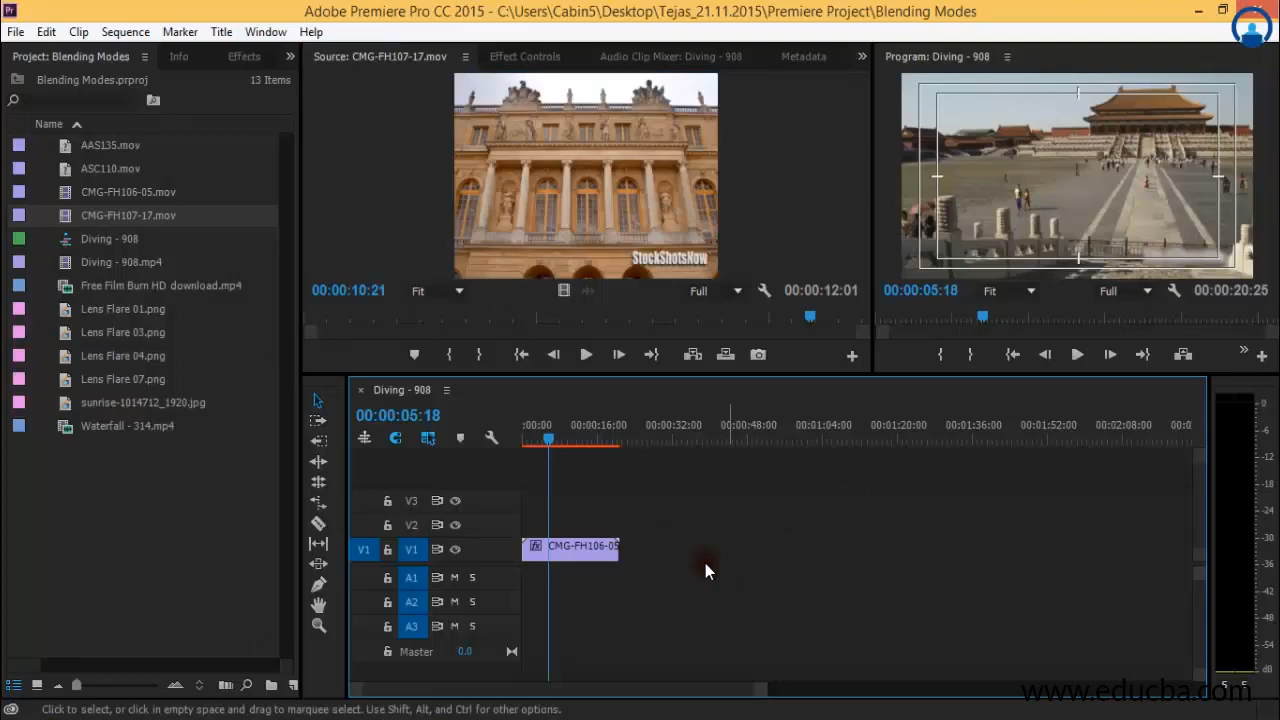 Adobe Premiere Pro CC 2015 - C:\Users\Cabin5\Desktop\Tejas_21.11.2015\Premiere Project\Blending Modes
File Edit Clip Sequence Marker Title Window Help
Project: Blending Modes Info Effects
Blending Modes.prproj 13 Items
Name
AAS135.mov
ASC110.mov
CMG-FH106-05.mov
CMG-FH107-17.mov
Diving - 908
Diving - 908.mp4
Free Film Burn HD download.mp4
Lens Flare 01.png
Lens Flare 03.png
Lens Flare 04.png
Lens Flare 07.png
sunrise-1014712_1920.jpg
Waterfall - 314.mp4
Source: CMG-FH107-17.mov Effect Controls Audio Clip Mixer: Diving - 908 Metadata
StockShotsNow
00:00:10:21 Fit Full 00:00:12:01
Program: Diving - 908
00:00:05:18 Fit Full 00:00:20:25
× Diving - 908
00:00:05:18
:00:00 00:00:16:00 00:00:32:00 00:00:48:00 00:01:04:00 00:01:20:00 00:01:36:00 00:01:52:00 00:02:08:00 00:0
V3
V2
V1 V1 fx CMG-FH106-05
A1 M S
A2 M S
A3 M S
Master 0.0
0
-6
-12
-18
-24
-30
-36
-42
-48
-54
dB
S S
www.educba.com
Click to select, or click in empty space and drag to marquee select. Use Shift, Alt, and Ctrl for other options.